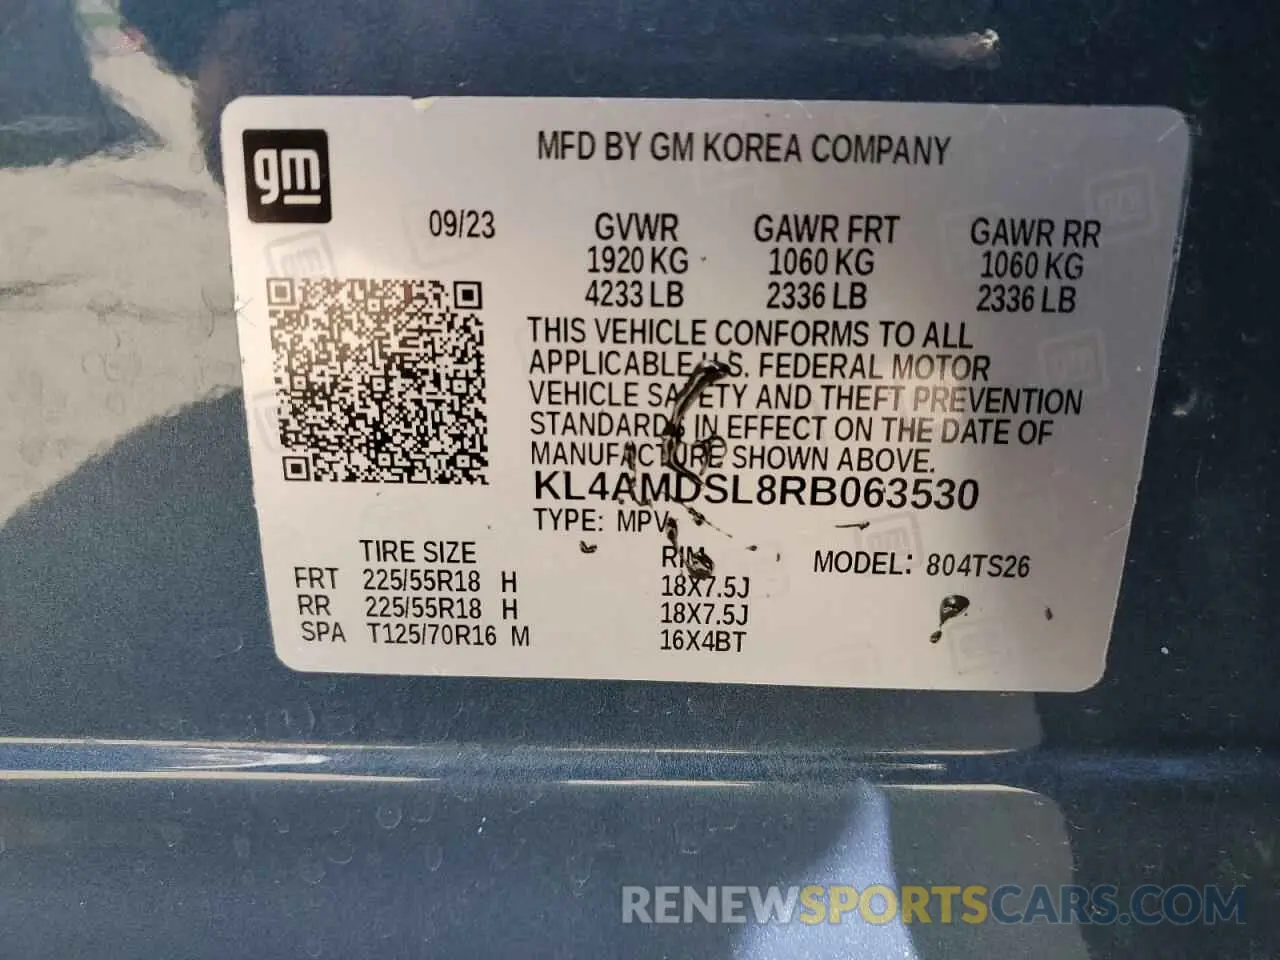 gm
MFD BY GM KOREA COMPANY
09/23
GVWR GAWR FRT GAWR RR
1920 KG 1060 KG 1060 KG
4233 LB 2336 LB 2336 LB
THIS VEHICLE CONFORMS TO ALL
APPLICABLE U.S. FEDERAL MOTOR
VEHICLE SAFETY AND THEFT PREVENTION
STANDARDS IN EFFECT ON THE DATE OF
MANUFACTURE SHOWN ABOVE.
KL4AMDSL8RB063530
TYPE: MPV
TIRE SIZE RIM MODEL: 804TS26
FRT 225/55R18 H 18X7.5J
RR 225/55R18 H 18X7.5J
SPA T125/70R16 M 16X4BT
RENEWSPORTSCARS.COM